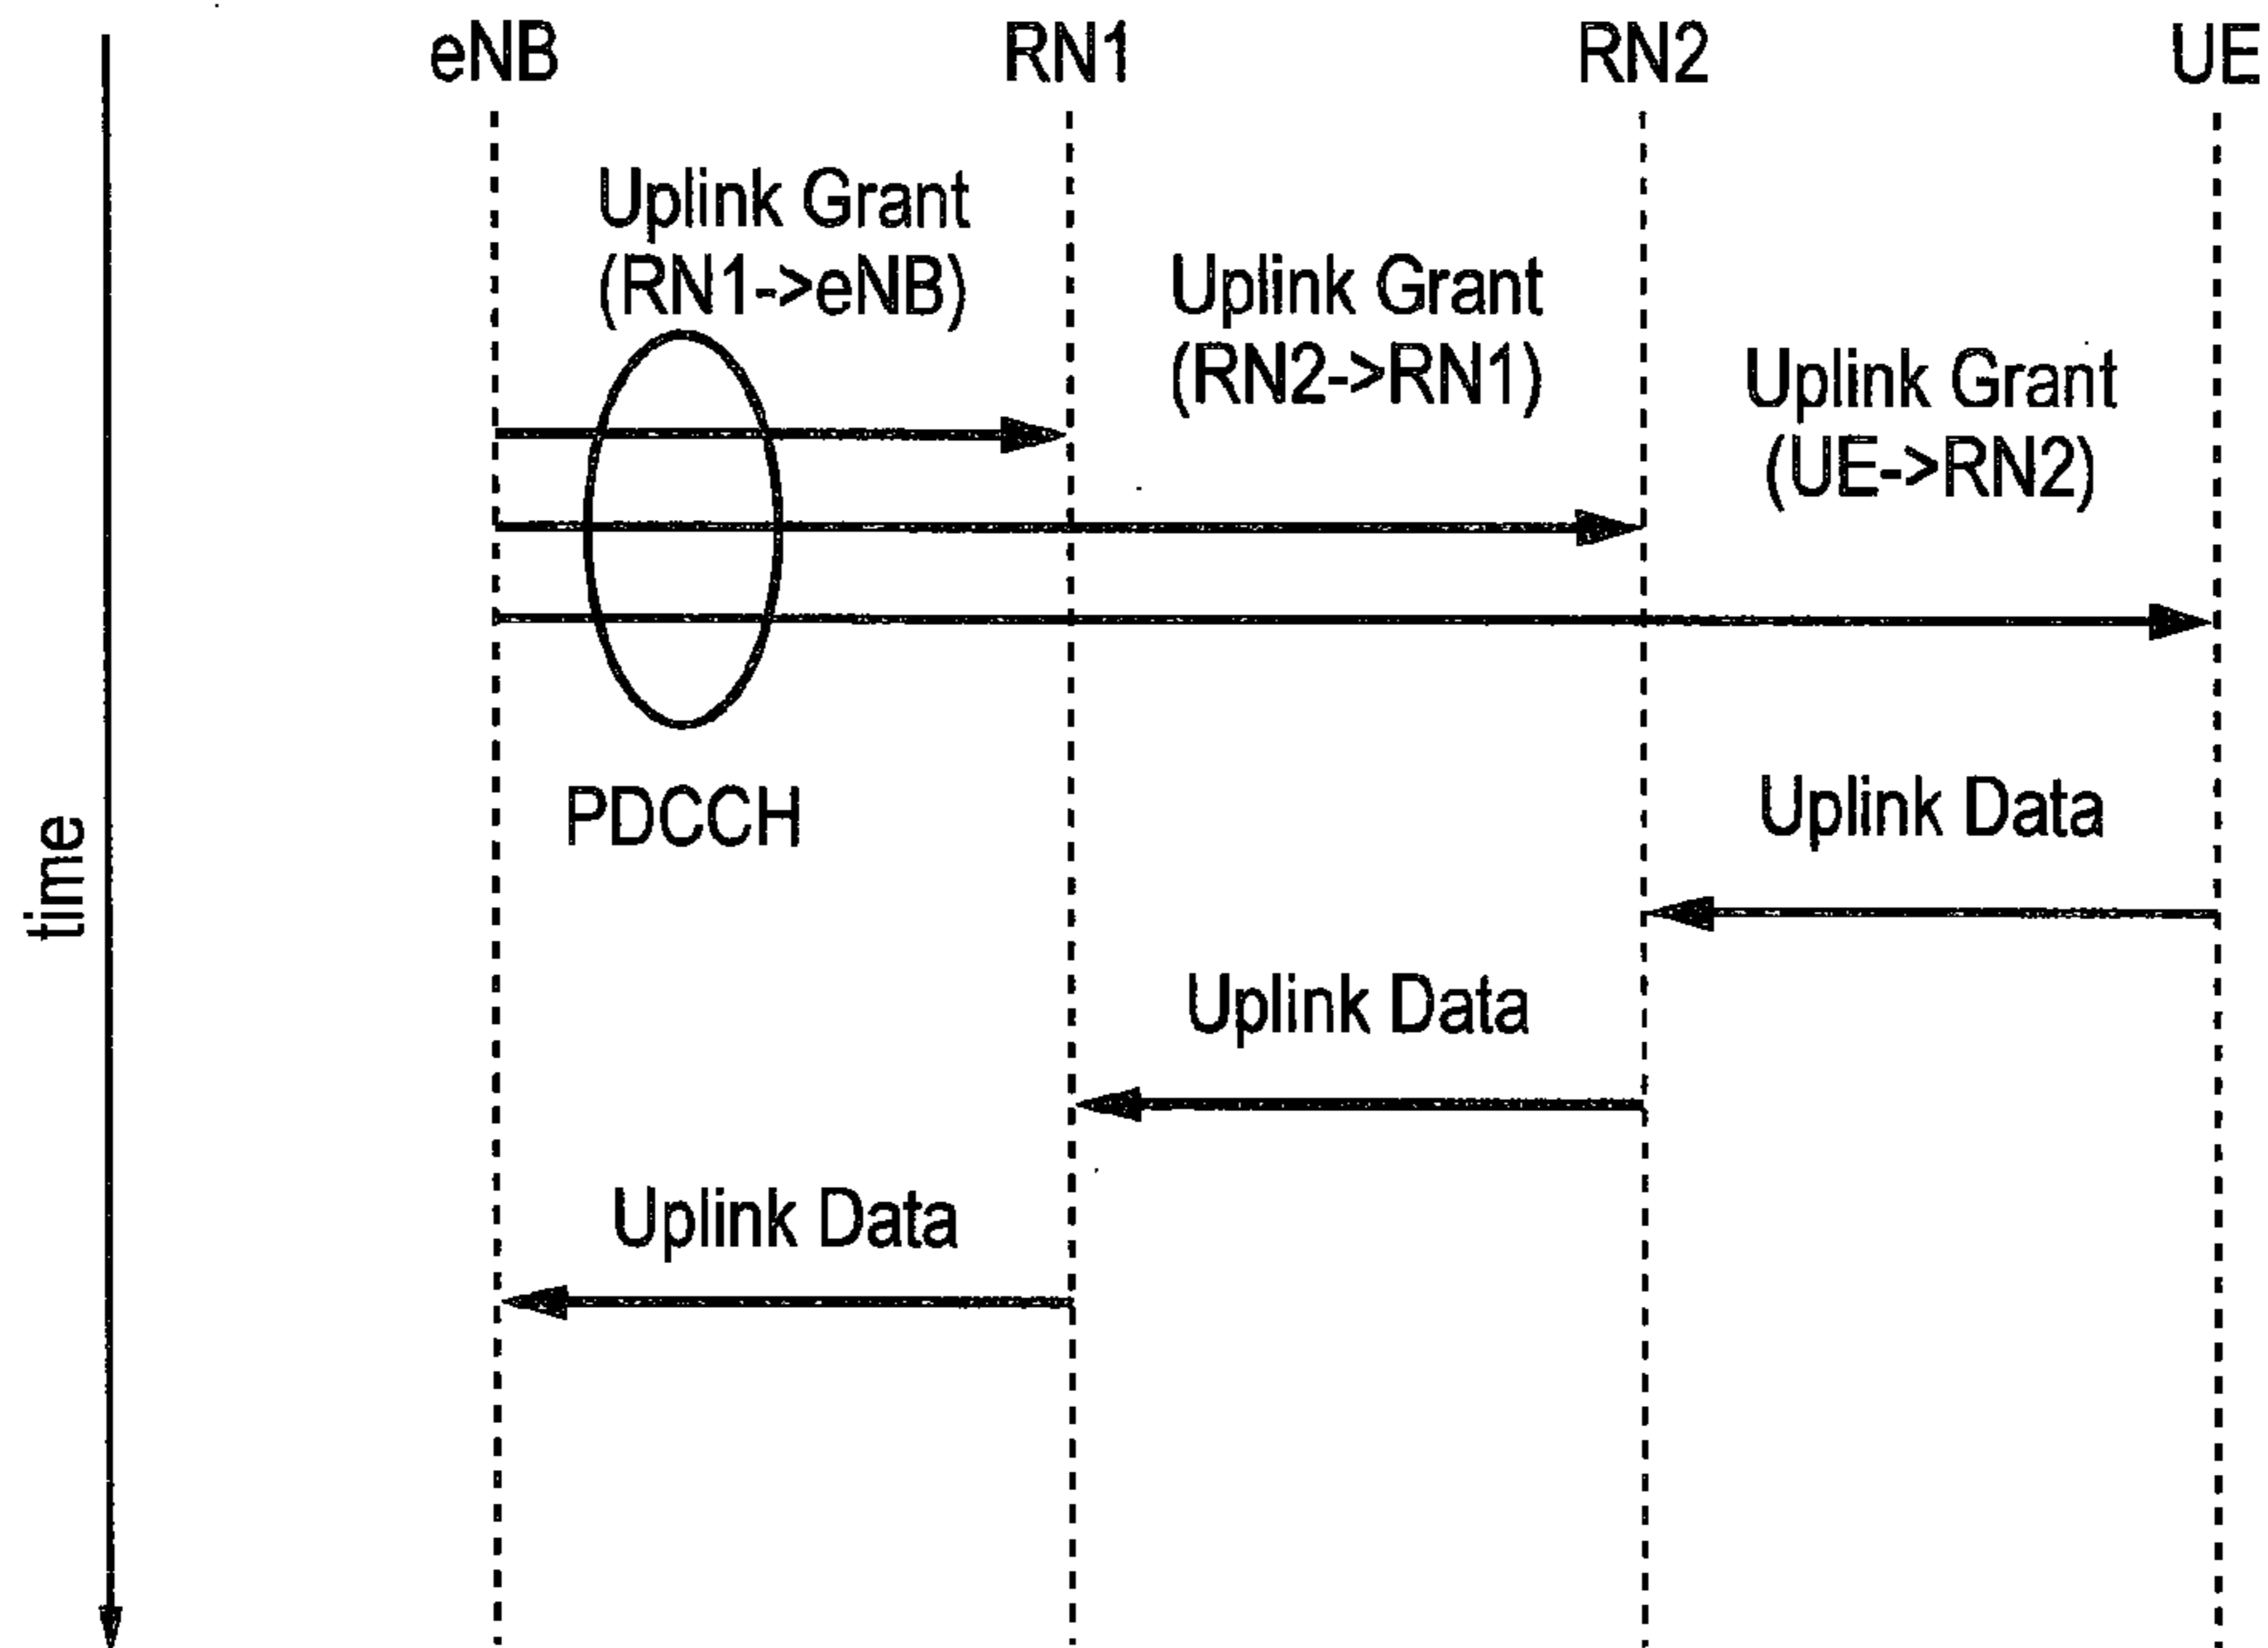 eNB
RN1
RN2
UE
Uplink Grant
(RN1->eNB)
Uplink Grant
(RN2->RN1)
Uplink Grant
(UE->RN2)
PDCCH
time
Uplink Data
Uplink Data
Uplink Data